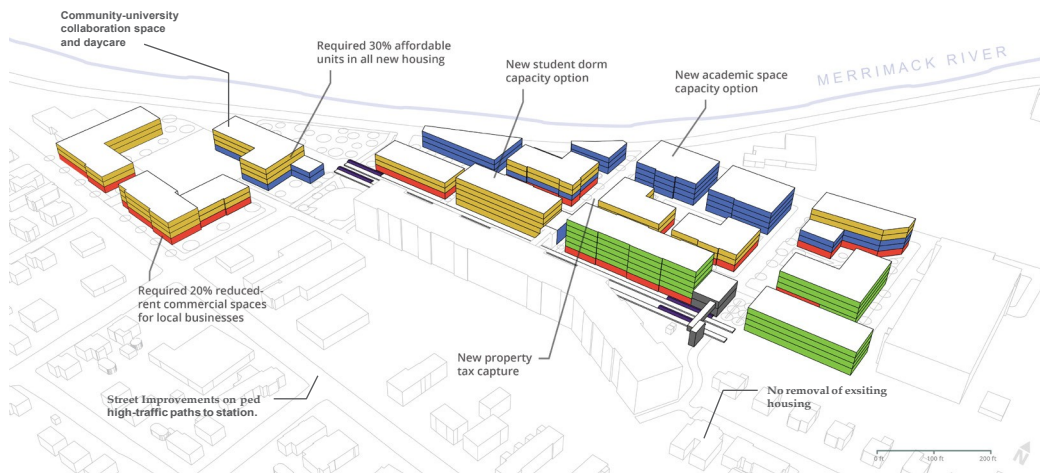 Community-university
collaboration space
and daycare
Required 30% affordable
units in all new housing
New student dorm
capacity option
New academic space
capacity option
MERRIMACK RIVER
Required 20% reduced-
rent commercial spaces
for local businesses
New property
tax capture
Street Improvements on ped
high-traffic paths to station.
No removal of exsiting
housing
0 ft 100 ft 200 ft N